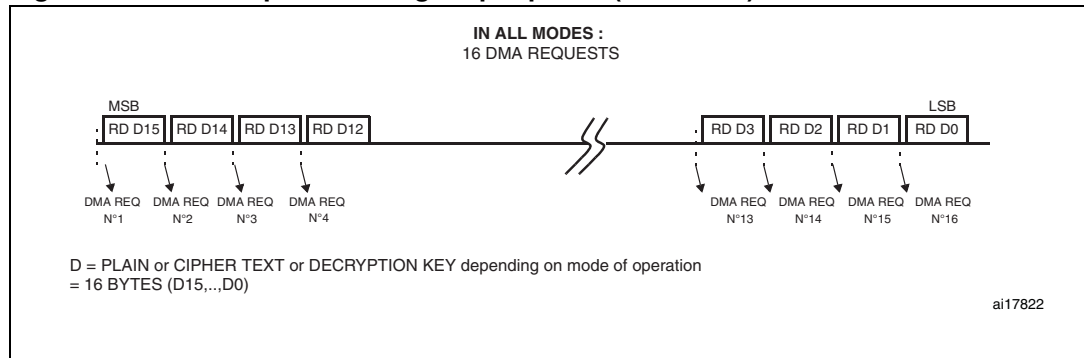 IN ALL MODES :
16 DMA REQUESTS
MSB
LSB
RD D15 RD D14 RD D13 RD D12
RD D3 RD D2 RD D1 RD D0
DMA REQ DMA REQ DMA REQ DMA REQ
N°1 N°2 N°3 N°4
DMA REQ DMA REQ DMA REQ DMA REQ
N°13 N°14 N°15 N°16
D = PLAIN or CIPHER TEXT or DECRYPTION KEY depending on mode of operation
= 16 BYTES (D15,..,D0)
ai17822